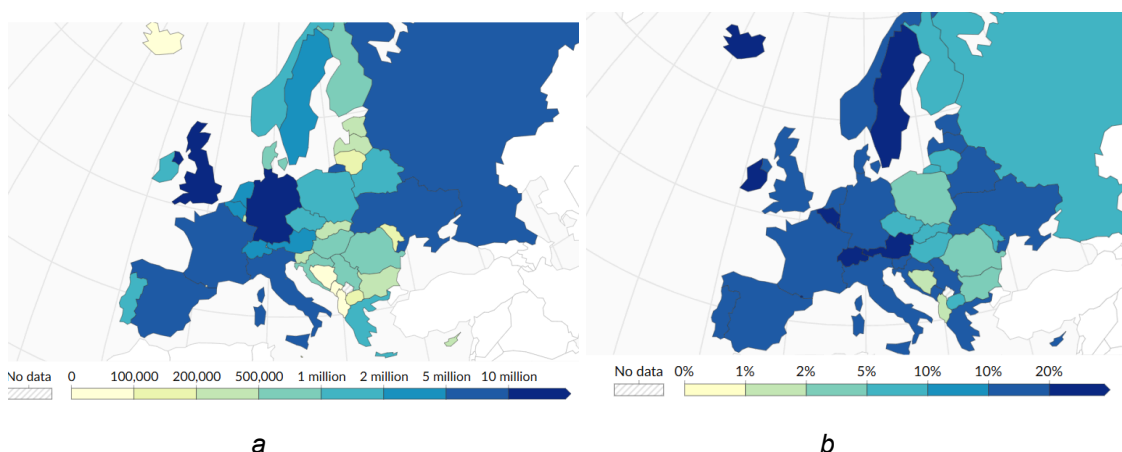 No data 0 100,000 200,000 500,000 1 million 2 million 5 million 10 million
No data 0% 1% 2% 5% 10% 10% 20%
a
b